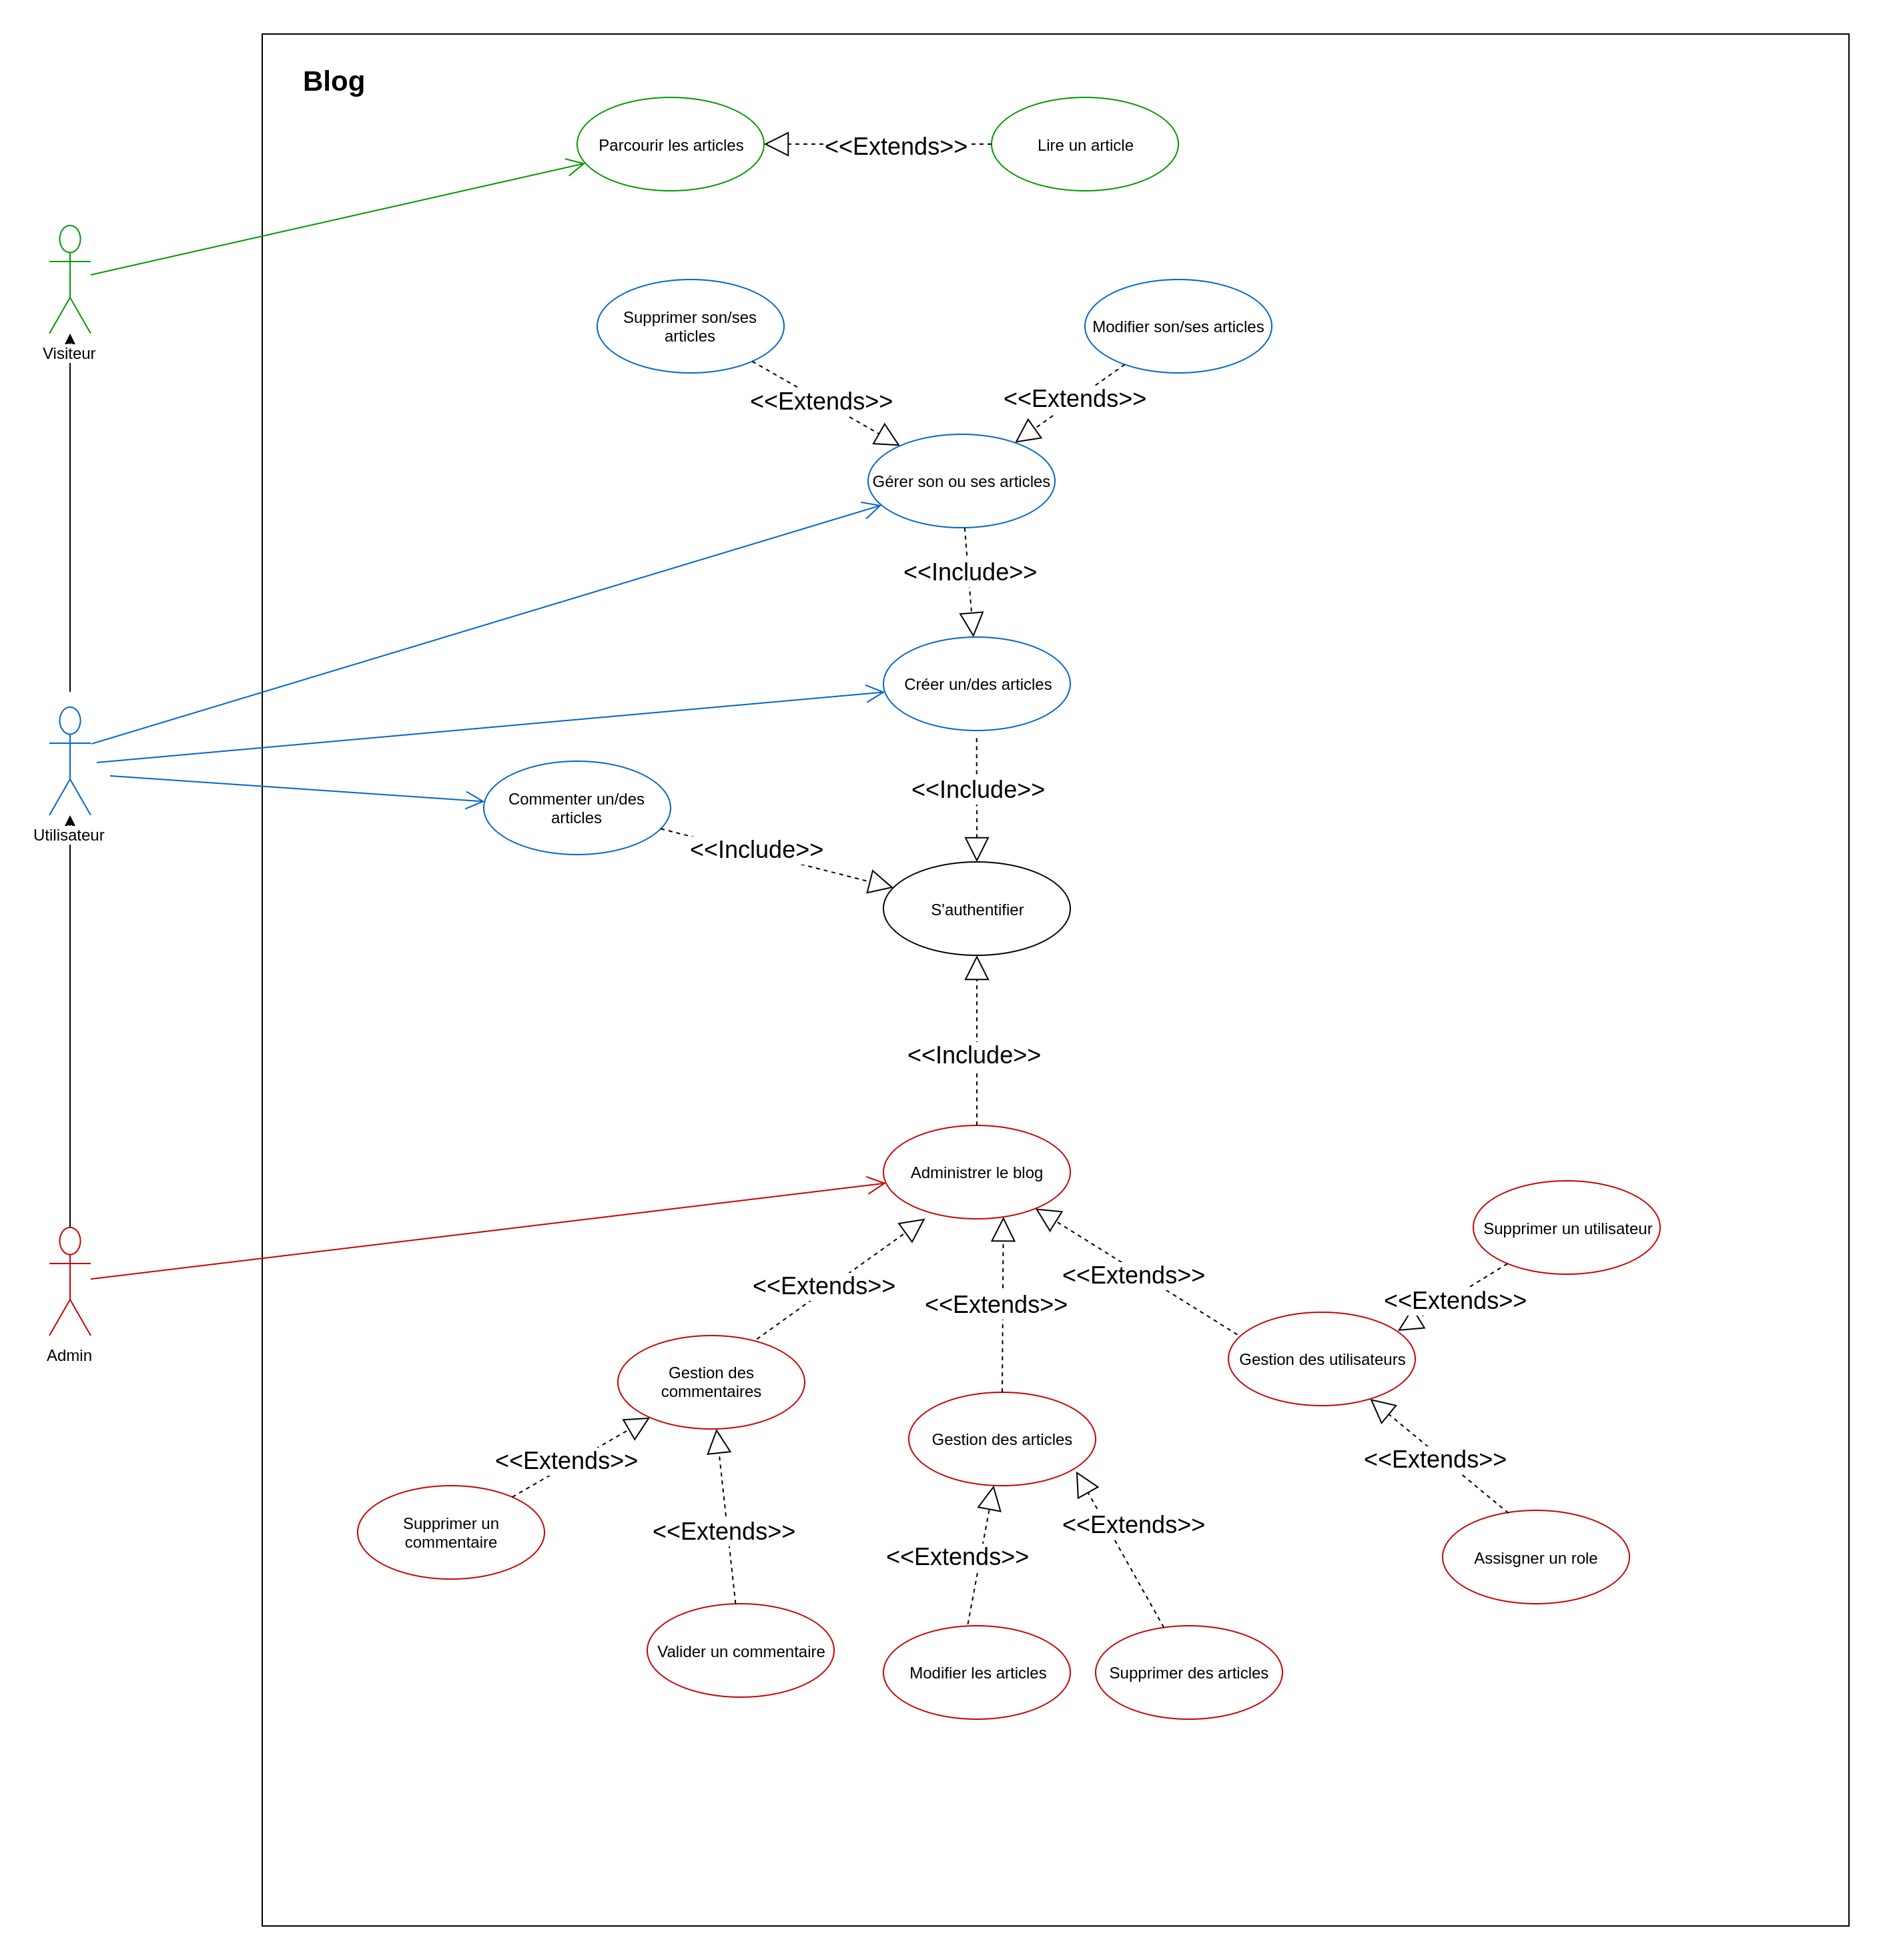 Blog
Parcourir les articles
<<Extends>>
Lire un article
Visiteur
Supprimer son/ses
articles
Modifier son/ses articles
<<Extends>>
<<Extends>>
Gérer son ou ses articles
<<Include>>
Créer un/des articles
Utilisateur
Commenter un/des
articles
<<Include>>
<<Include>>
S'authentifier
<<Include>>
Administrer le blog
Admin
Supprimer un utilisateur
<<Extends>>
<<Extends>>
<<Extends>>
<<Extends>>
Gestion des
commentaires
Gestion des utilisateurs
Gestion des articles
<<Extends>>
<<Extends>>
Supprimer un
commentaire
<<Extends>>
<<Extends>>
<<Extends>>
Assisgner un role
Valider un commentaire
Modifier les articles
Supprimer des articles